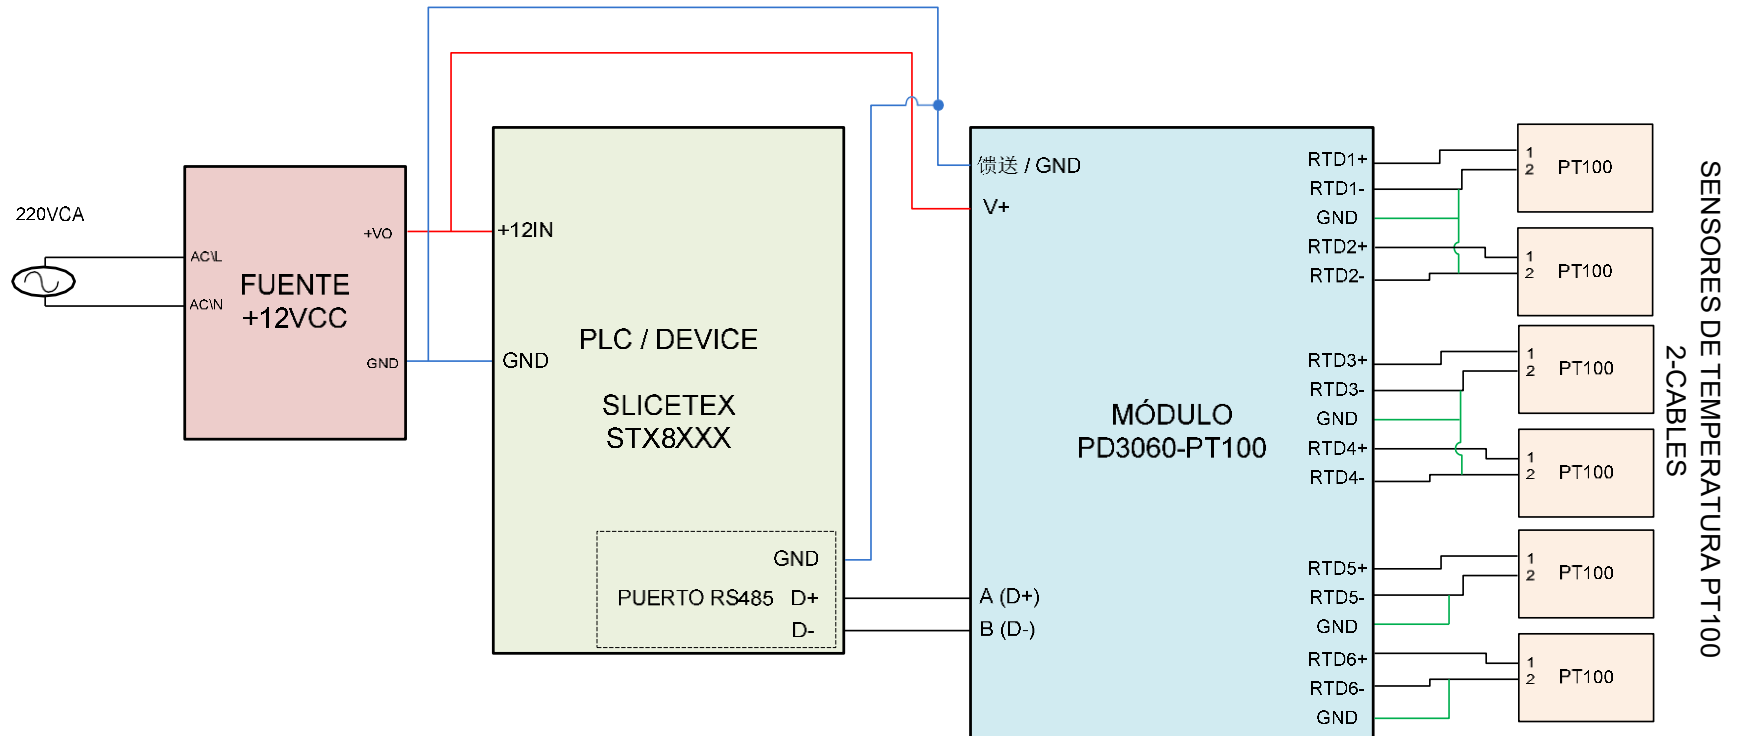 220VCA
AC\L
AC\N
FUENTE
+12VCC
+VO
GND
+12IN
GND
PLC / DEVICE
SLICETEX
STX8XXX
PUERTO RS485
GND
D+
D-
馈送 / GND
V+
A (D+)
B (D-)
MÓDULO
PD3060-PT100
RTD1+
RTD1-
GND
RTD2+
RTD2-
RTD3+
RTD3-
GND
RTD4+
RTD4-
RTD5+
RTD5-
GND
RTD6+
RTD6-
GND
1
2
PT100
1
2
PT100
1
2
PT100
1
2
PT100
1
2
PT100
1
2
PT100
SENSORES DE TEMPERATURA PT100
2-CABLES